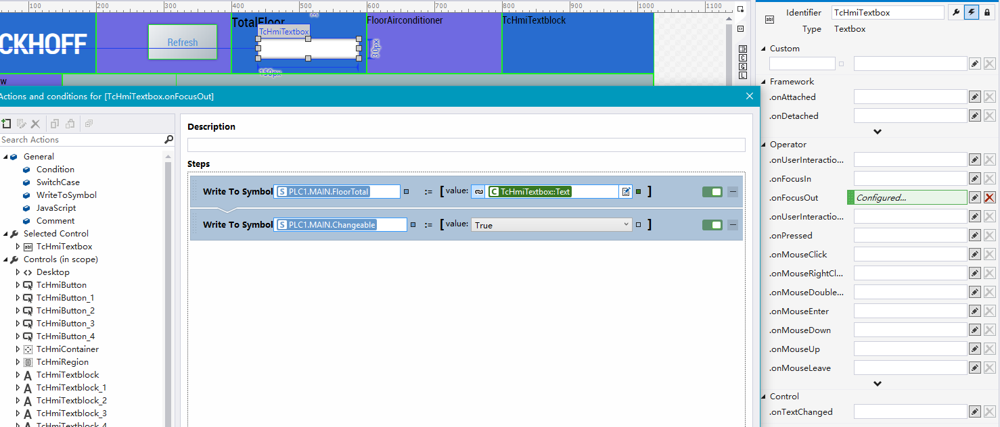 100 200 300 400 500 600 700 800 900 1000 1100
CKHOFF
Refresh
TotalFloor
TcHmiTextbox
150px
30px
FloorAirconditioner
TcHmiTextblock
w
Actions and conditions for [TcHmiTextbox.onFocusOut]
Search Actions
General
Condition
SwitchCase
WriteToSymbol
JavaScript
Comment
Selected Control
TcHmiTextbox
Controls (in scope)
Desktop
TcHmiButton
TcHmiButton_1
TcHmiButton_2
TcHmiButton_3
TcHmiButton_4
TcHmiContainer
TcHmiRegion
TcHmiTextblock
TcHmiTextblock_1
TcHmiTextblock_2
TcHmiTextblock_3
TcHmiTextblock_4
Description
Steps
Write To Symbol S PLC1.MAIN.FloorTotal := [ value: C TcHmiTextbox::Text ]
Write To Symbol S PLC1.MAIN.Changeable := [ value: True ]
Identifier TcHmiTextbox
Type Textbox
Custom
Framework
.onAttached
.onDetached
Operator
.onUserInteractio...
.onFocusIn
.onFocusOut Configured...
.onUserInteractio...
.onPressed
.onMouseClick
.onMouseRightCl...
.onMouseDouble...
.onMouseEnter
.onMouseDown
.onMouseUp
.onMouseLeave
Control
.onTextChanged